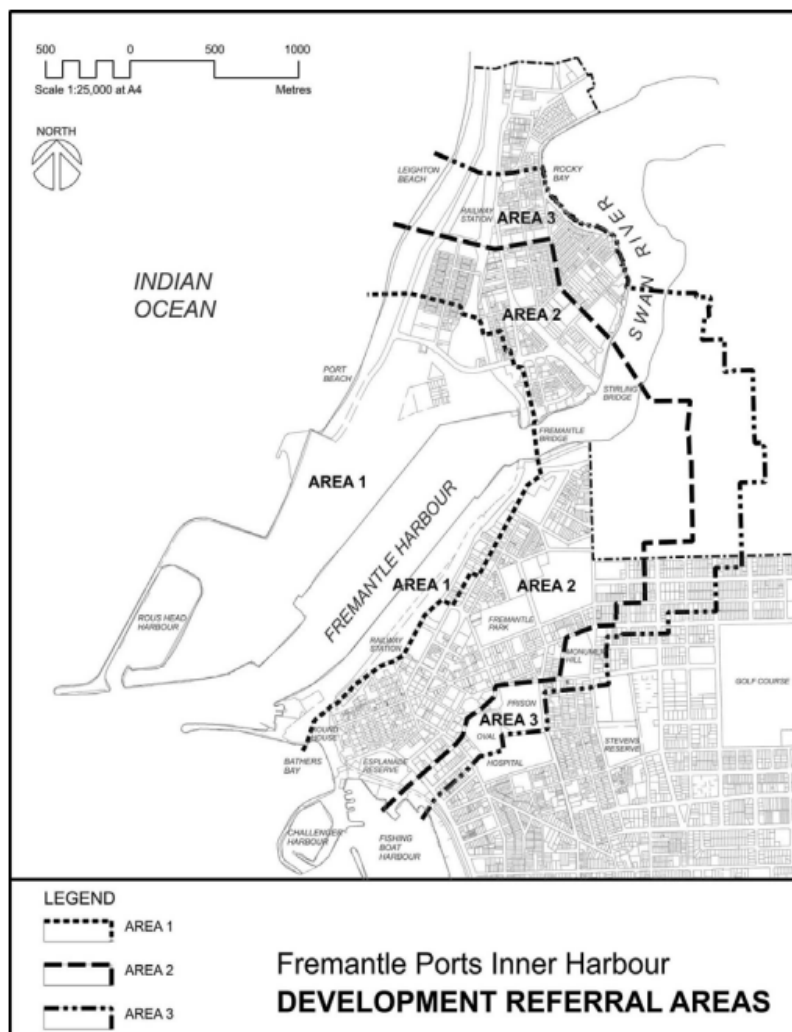 500 0 500 1000
Scale 1:25,000 at A4 Metres
NORTH
LEIGHTON
BEACH
ROCKY
BAY
RAILWAY
STATION
AREA 3
SWAN RIVER
INDIAN
OCEAN
AREA 2
PORT
BEACH
STIRLING
BRIDGE
FREMANTLE
BRIDGE
AREA 1
FREMANTLE HARBOUR
AREA 1
AREA 2
ROUS HEAD
HARBOUR
FREMANTLE
PARK
RAILWAY
STATION
MONUMENT
HILL
GOLF COURSE
PRISON
AREA 3
OVAL
STEVENS
RESERVE
HOSPITAL
ROUND
HOUSE
BATHERS
BAY
ESPLANADE
RESERVE
CHALLENGER
HARBOUR
FISHING
BOAT
HARBOUR
LEGEND
AREA 1
AREA 2
AREA 3
Fremantle Ports Inner Harbour
DEVELOPMENT REFERRAL AREAS